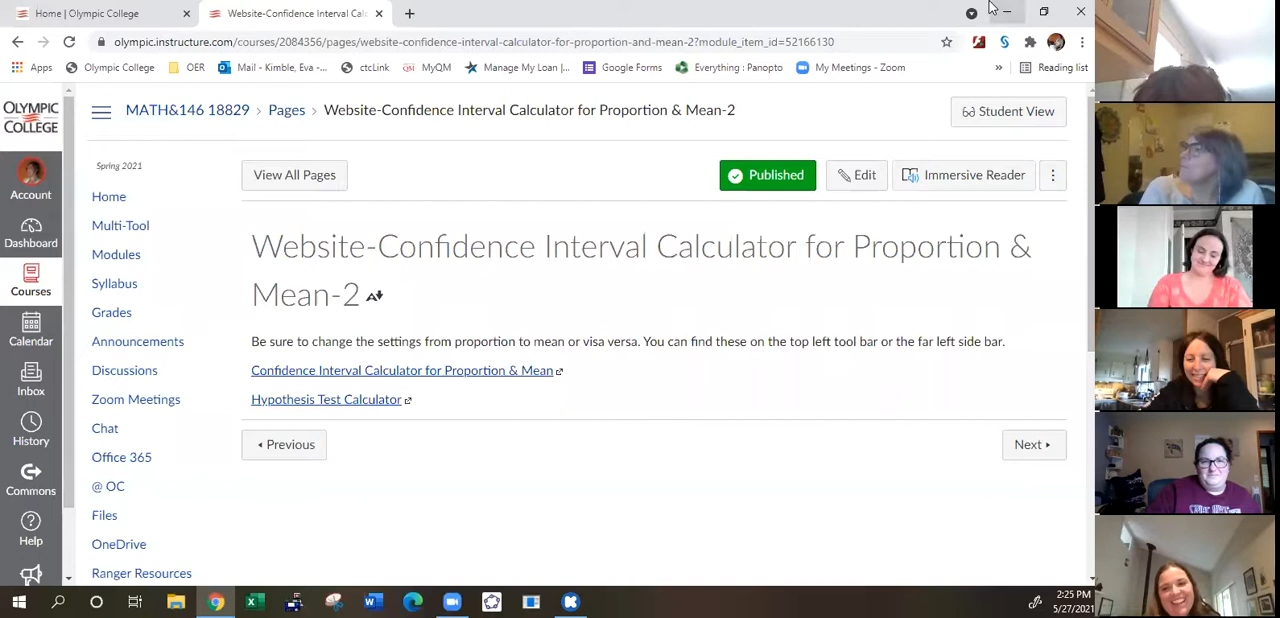 Home | Olympic College
Website-Confidence Interval Calc
olympic.instructure.com/courses/2084356/pages/website-confidence-interval-calculator-for-proportion-and-mean-2?module_item_id=52166130
Apps Olympic College OER Mail - Kimble, Eva -... ctcLink QM MyQM Manage My Loan |... Google Forms Everything : Panopto My Meetings - Zoom » Reading list
OLYMPIC
COLLEGE
MATH&146 18829 > Pages > Website-Confidence Interval Calculator for Proportion & Mean-2
Student View
Account
Dashboard
Courses
Calendar
Inbox
History
Commons
Help
Spring 2021
Home
Multi-Tool
Modules
Syllabus
Grades
Announcements
Discussions
Zoom Meetings
Chat
Office 365
@ OC
Files
OneDrive
Ranger Resources
View All Pages
Published
Edit
Immersive Reader
Website-Confidence Interval Calculator for Proportion &
Mean-2
Be sure to change the settings from proportion to mean or visa versa. You can find these on the top left tool bar or the far left side bar.
Confidence Interval Calculator for Proportion & Mean
Hypothesis Test Calculator
Previous
Next
2:25 PM
5/27/2021